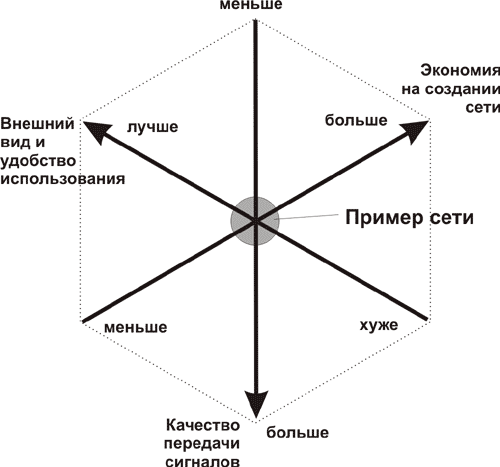 меньше
Экономия
на создании
сети
больше
Внешний
вид и
удобство
использования
лучше
Пример сети
меньше
хуже
Качество
передачи
сигналов
больше